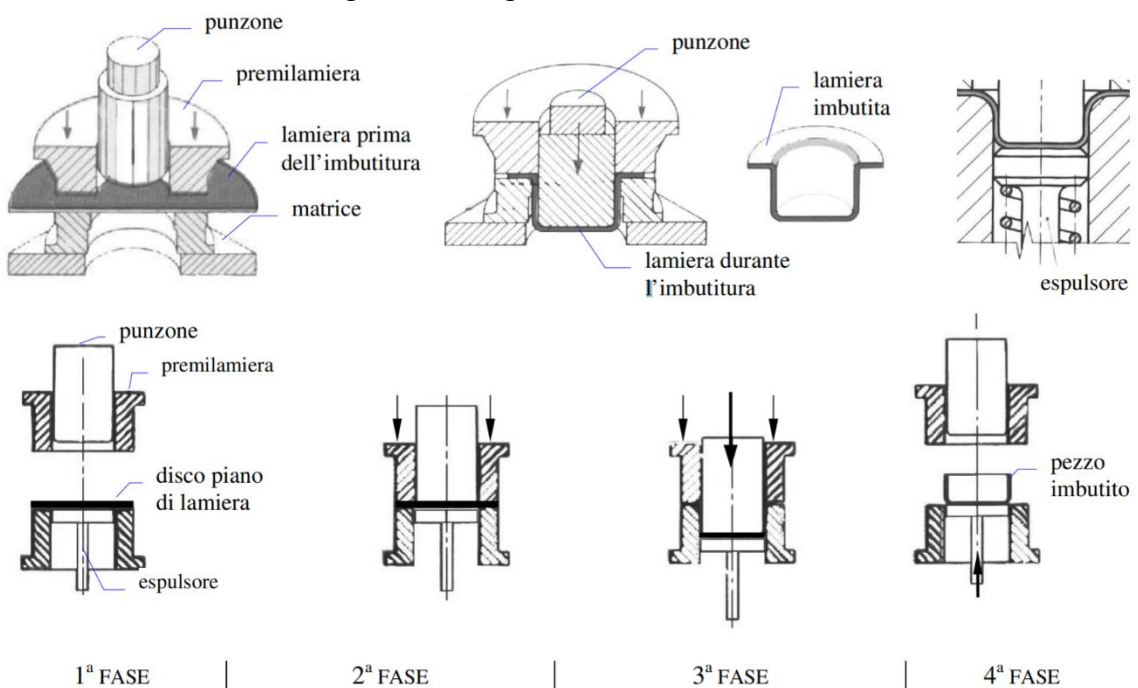 punzone
premilamiera
lamiera prima
dell’imbutitura
matrice
punzone
lamiera durante
l’imbutitura
lamiera
imbutita
espulsore
punzone
premilamiera
disco piano
di lamiera
espulsore
pezzo
imbutito
1ª FASE
2ª FASE
3ª FASE
4ª FASE